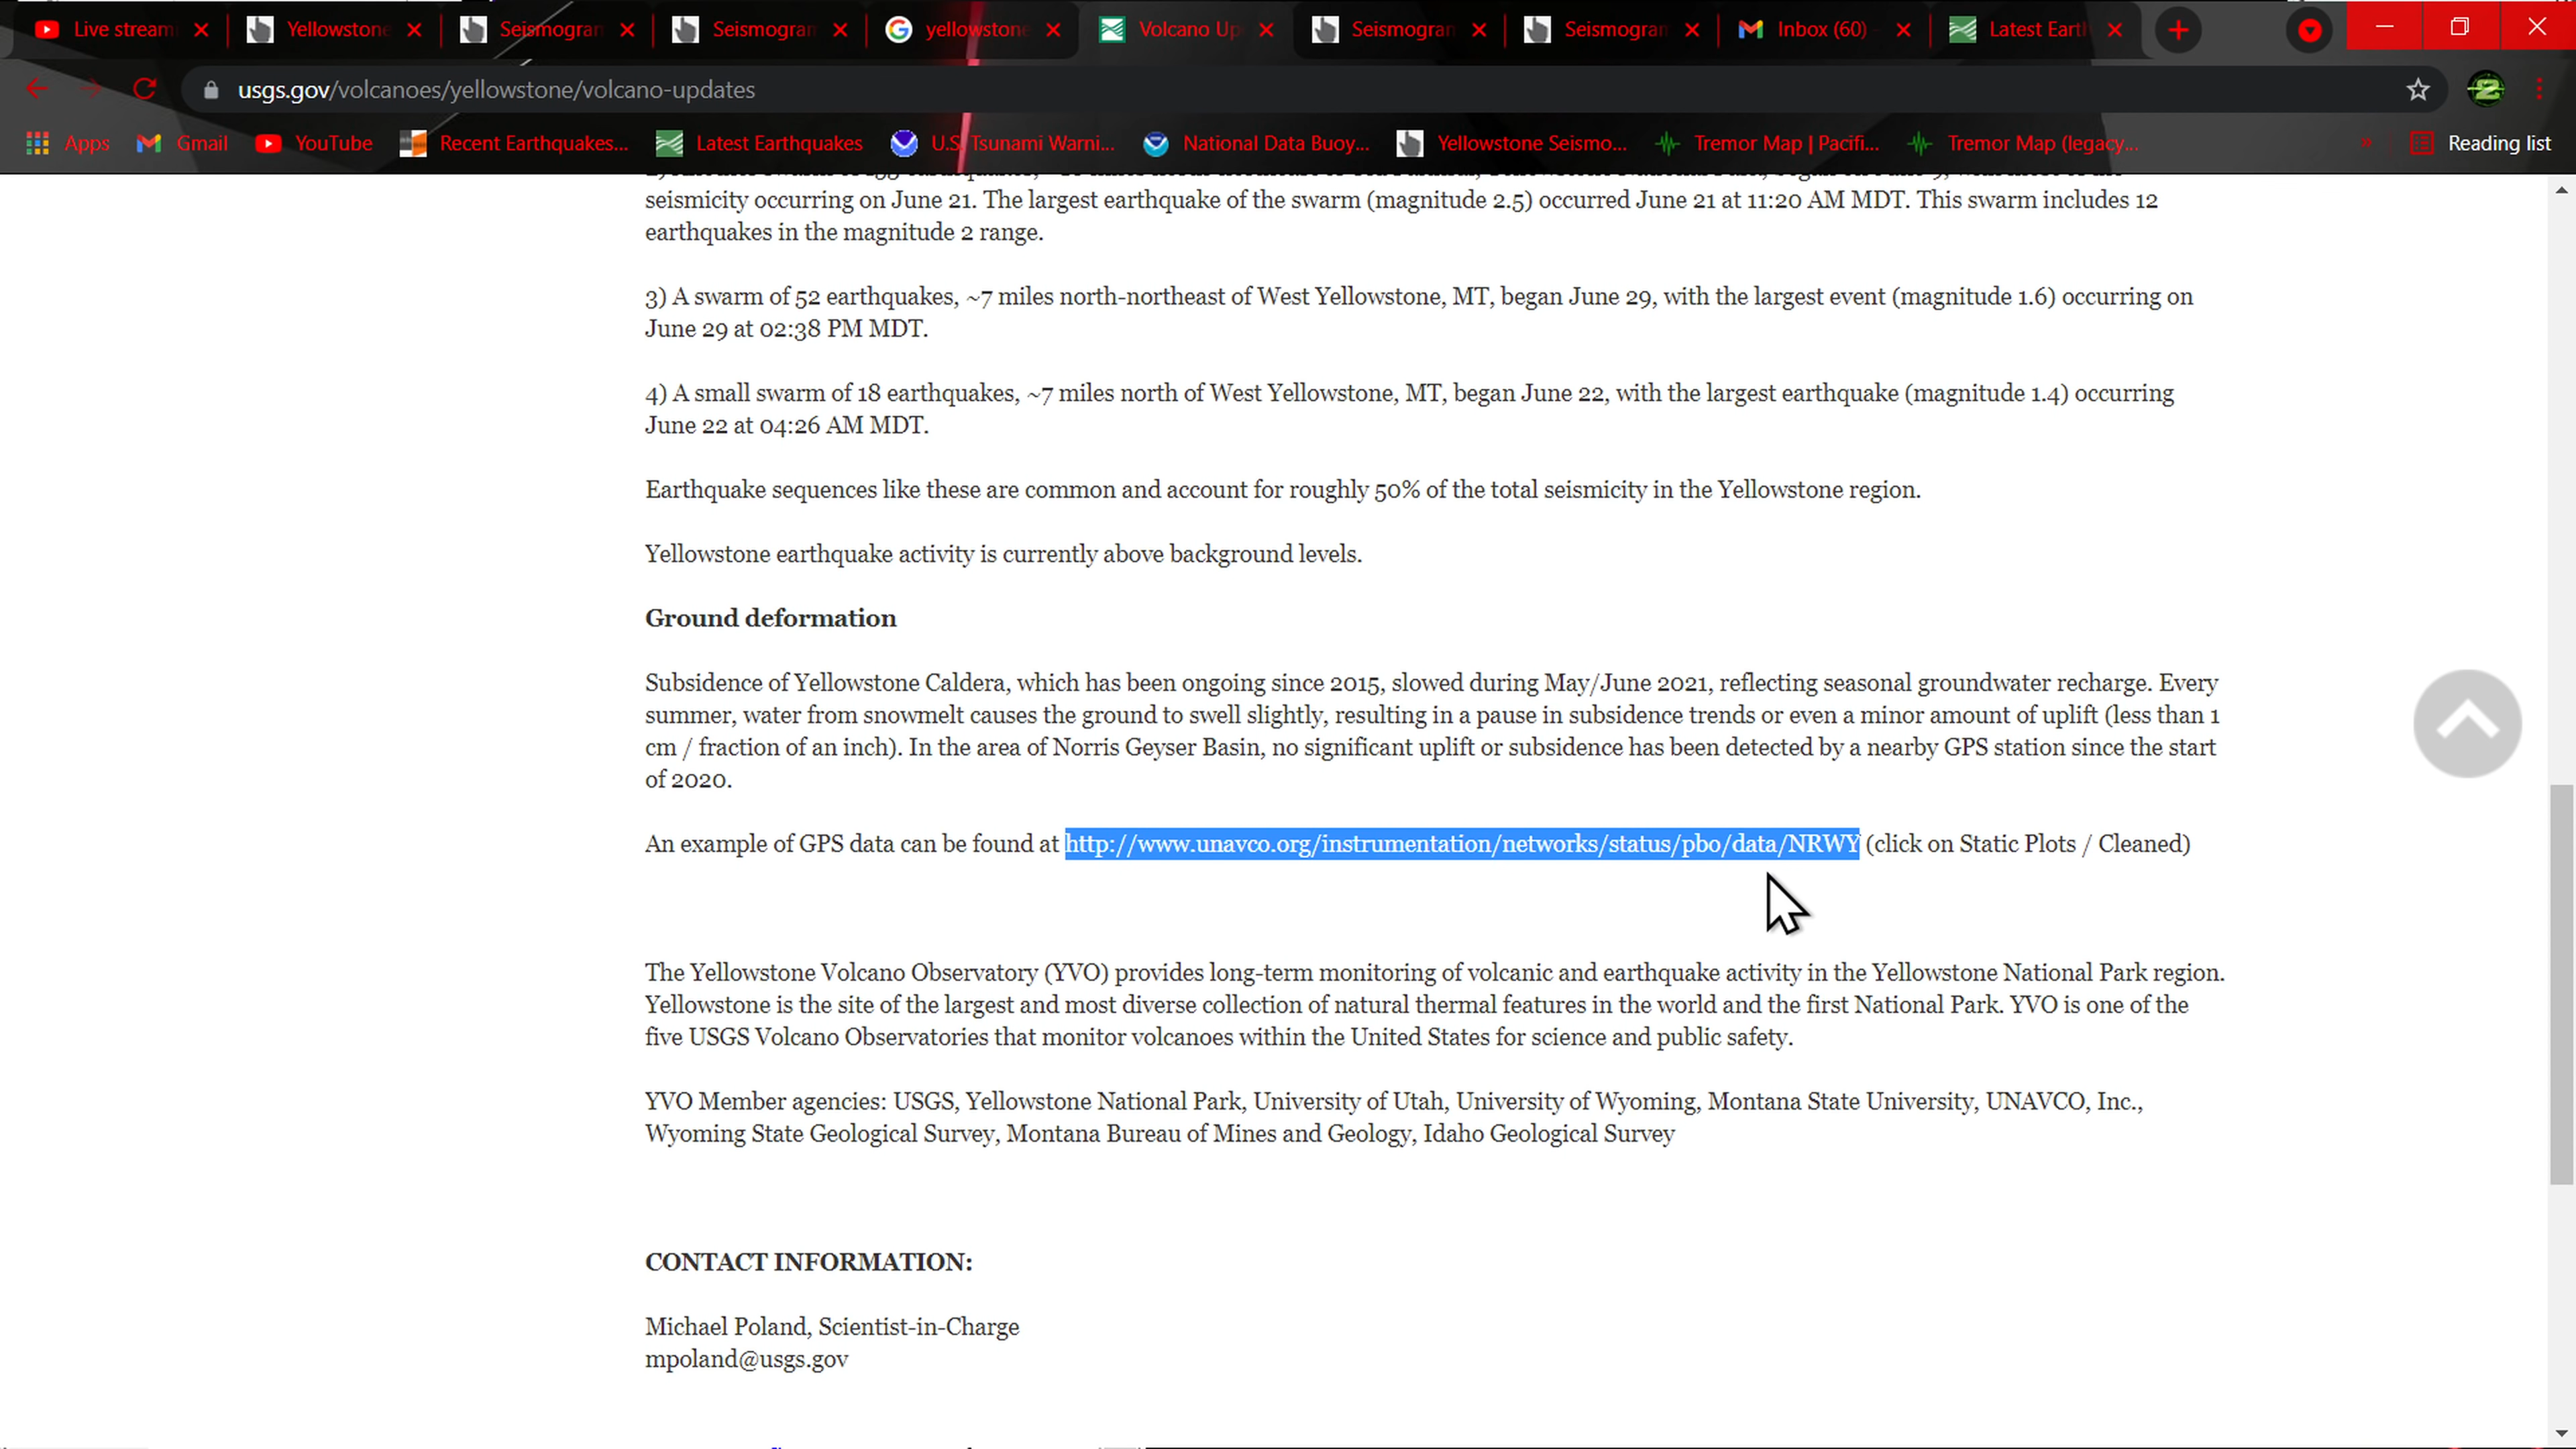 Live stream
Yellowstone
Seismogram
Seismogram
yellowstone
Volcano Up
Seismogram
Seismogram
Inbox (60)
Latest Eart
usgs.gov/volcanoes/yellowstone/volcano-updates
Apps
Gmail
YouTube
Recent Earthquakes...
Latest Earthquakes
U.S. Tsunami Warni...
National Data Buoy...
Yellowstone Seismo...
Tremor Map | Pacifi...
Tremor Map (legacy...
Reading list
seismicity occurring on June 21. The largest earthquake of the swarm (magnitude 2.5) occurred June 21 at 11:20 AM MDT. This swarm includes 12
earthquakes in the magnitude 2 range.
3) A swarm of 52 earthquakes, ~7 miles north-northeast of West Yellowstone, MT, began June 29, with the largest event (magnitude 1.6) occurring on
June 29 at 02:38 PM MDT.
4) A small swarm of 18 earthquakes, ~7 miles north of West Yellowstone, MT, began June 22, with the largest earthquake (magnitude 1.4) occurring
June 22 at 04:26 AM MDT.
Earthquake sequences like these are common and account for roughly 50% of the total seismicity in the Yellowstone region.
Yellowstone earthquake activity is currently above background levels.
Ground deformation
Subsidence of Yellowstone Caldera, which has been ongoing since 2015, slowed during May/June 2021, reflecting seasonal groundwater recharge. Every
summer, water from snowmelt causes the ground to swell slightly, resulting in a pause in subsidence trends or even a minor amount of uplift (less than 1
cm / fraction of an inch). In the area of Norris Geyser Basin, no significant uplift or subsidence has been detected by a nearby GPS station since the start
of 2020.
An example of GPS data can be found at http://www.unavco.org/instrumentation/networks/status/pbo/data/NRWY (click on Static Plots / Cleaned)
The Yellowstone Volcano Observatory (YVO) provides long-term monitoring of volcanic and earthquake activity in the Yellowstone National Park region.
Yellowstone is the site of the largest and most diverse collection of natural thermal features in the world and the first National Park. YVO is one of the
five USGS Volcano Observatories that monitor volcanoes within the United States for science and public safety.
YVO Member agencies: USGS, Yellowstone National Park, University of Utah, University of Wyoming, Montana State University, UNAVCO, Inc.,
Wyoming State Geological Survey, Montana Bureau of Mines and Geology, Idaho Geological Survey
CONTACT INFORMATION:
Michael Poland, Scientist-in-Charge
mpoland@usgs.gov